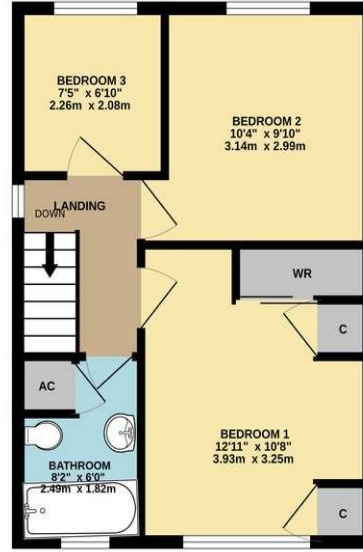 BEDROOM 3
7'5" x 6'10"
2.26m x 2.08m
BEDROOM 2
10'4" x 9'10"
3.14m x 2.99m
LANDING
DOWN
WR
C
AC
BEDROOM 1
12'11" x 10'8"
3.93m x 3.25m
BATHROOM
8'2" x 6'0"
2.49m x 1.82m
C